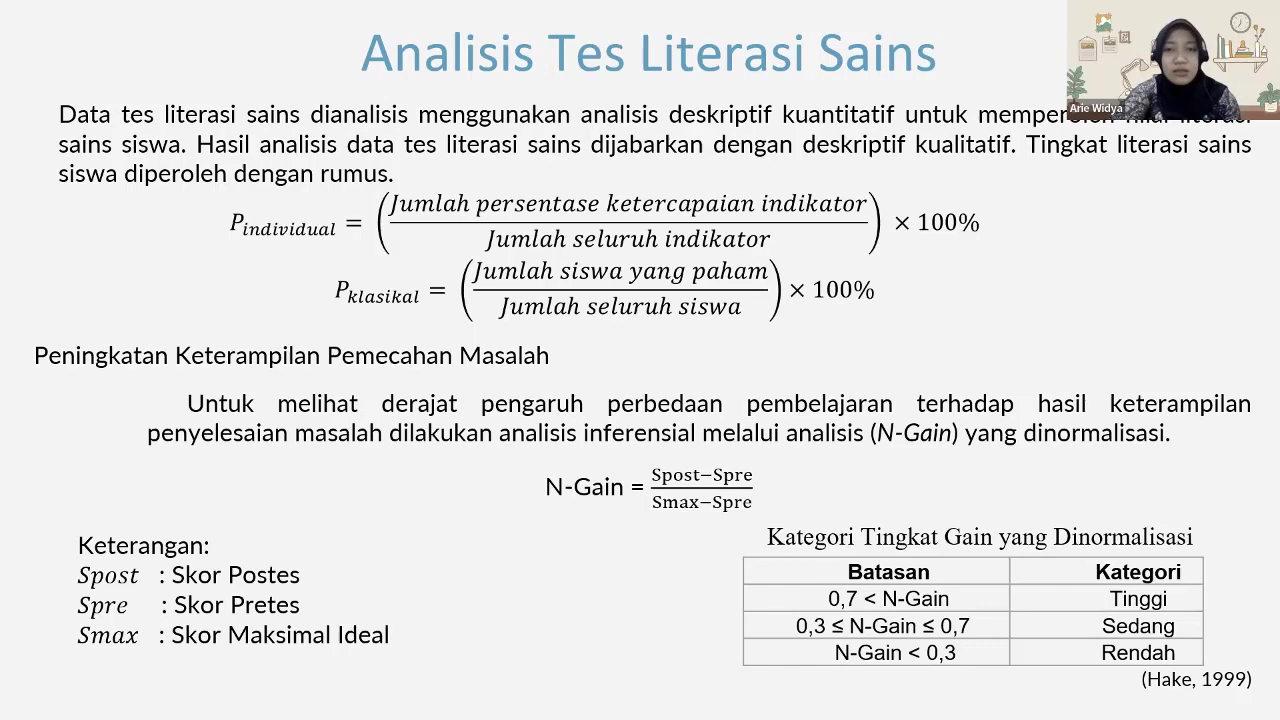 Analisis Tes Literasi Sains
Arie Widya
Data tes literasi sains dianalisis menggunakan analisis deskriptif kuantitatif untuk memperoleh nilai literasi
sains siswa. Hasil analisis data tes literasi sains dijabarkan dengan deskriptif kualitatif. Tingkat literasi sains
siswa diperoleh dengan rumus.
P_individual = (Jumlah persentase ketercapaian indikator / Jumlah seluruh indikator) × 100%
P_klasikal = (Jumlah siswa yang paham / Jumlah seluruh siswa) × 100%
Peningkatan Keterampilan Pemecahan Masalah
Untuk melihat derajat pengaruh perbedaan pembelajaran terhadap hasil keterampilan
penyelesaian masalah dilakukan analisis inferensial melalui analisis (N-Gain) yang dinormalisasi.
N-Gain = Spost−Spre / Smax−Spre
Keterangan:
Spost : Skor Postes
Spre : Skor Pretes
Smax : Skor Maksimal Ideal
Kategori Tingkat Gain yang Dinormalisasi
Batasan Kategori
0,7 < N-Gain Tinggi
0,3 ≤ N-Gain ≤ 0,7 Sedang
N-Gain < 0,3 Rendah
(Hake, 1999)